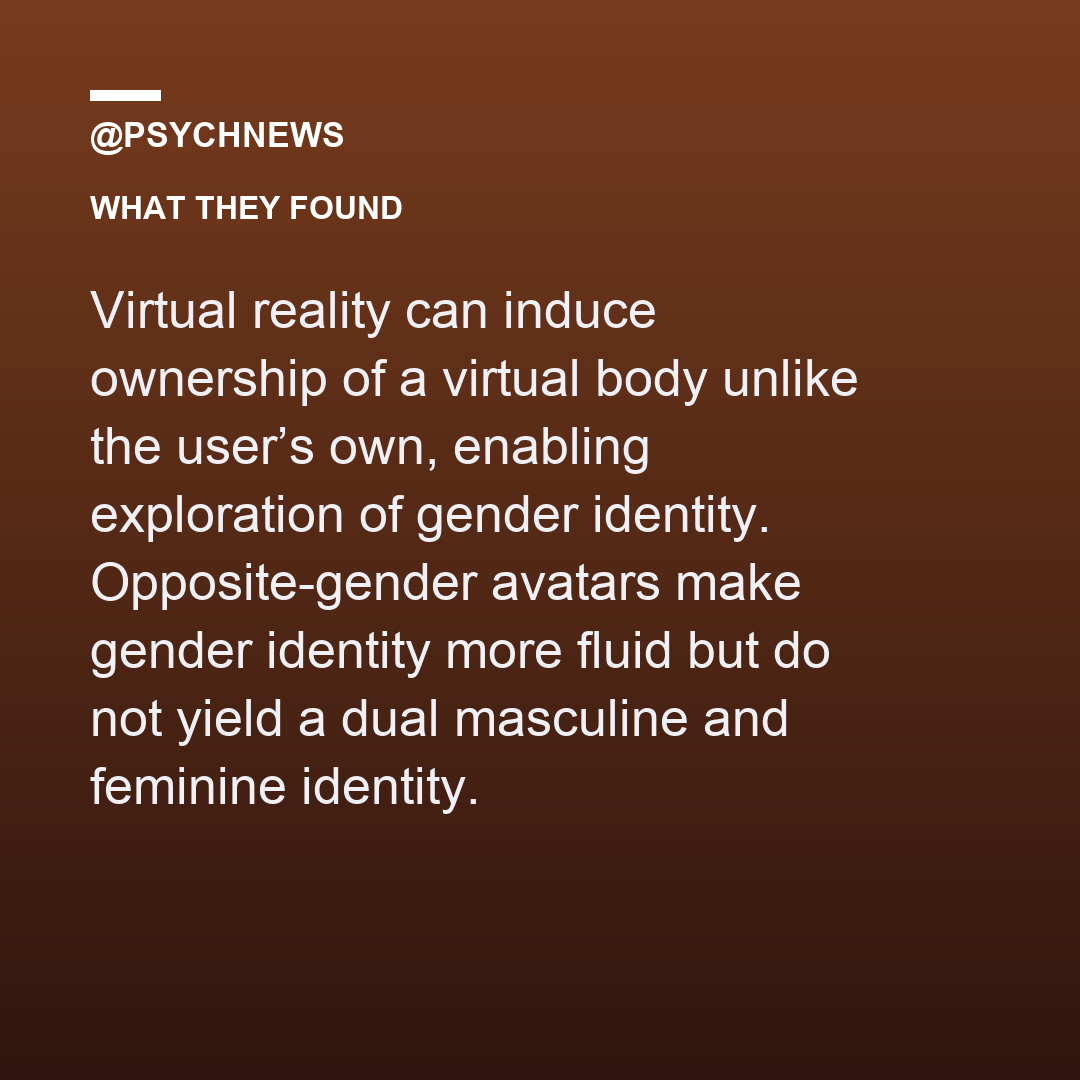 @PSYCHNEWS
WHAT THEY FOUND
Virtual reality can induce
ownership of a virtual body unlike
the user’s own, enabling
exploration of gender identity.
Opposite-gender avatars make
gender identity more fluid but do
not yield a dual masculine and
feminine identity.